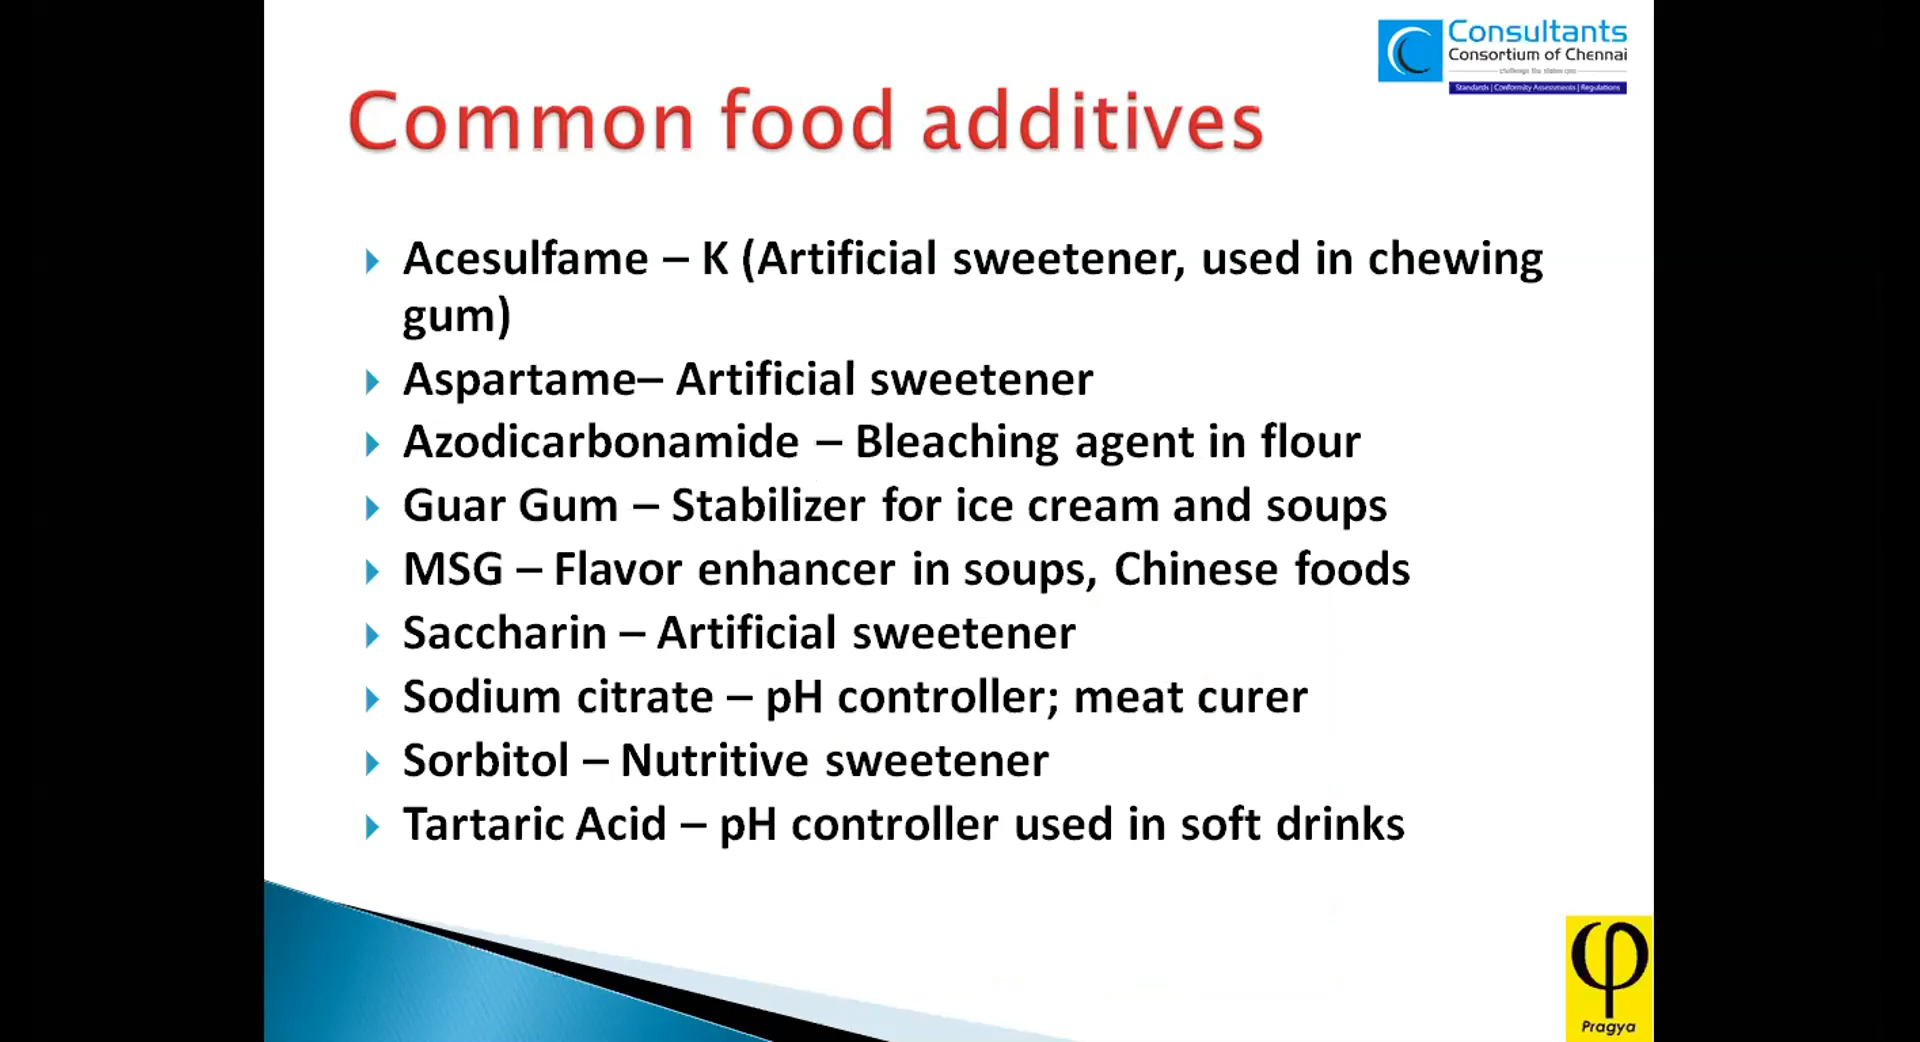 Consultants
Consortium of Chennai
Standards | Conformity Assessments | Regulations
Common food additives
Acesulfame – K (Artificial sweetener, used in chewing
gum)
Aspartame– Artificial sweetener
Azodicarbonamide – Bleaching agent in flour
Guar Gum – Stabilizer for ice cream and soups
MSG – Flavor enhancer in soups, Chinese foods
Saccharin – Artificial sweetener
Sodium citrate – pH controller; meat curer
Sorbitol – Nutritive sweetener
Tartaric Acid – pH controller used in soft drinks
φ
Pragya